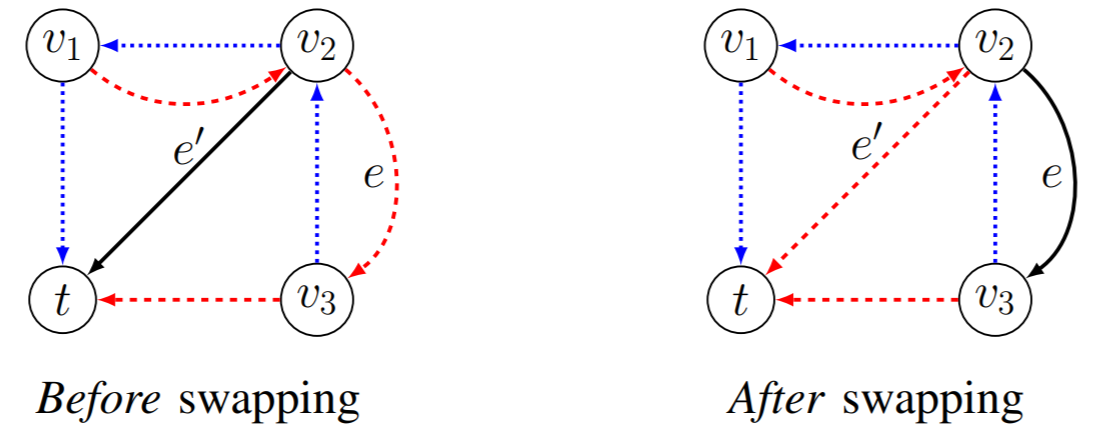 v₁ v₂ v₁ v₂
e′ e e′ e
t v₃ t v₃
Before swapping After swapping